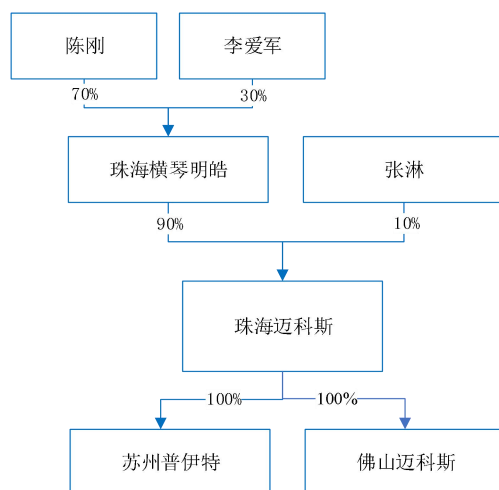 陈刚
李爱军
70%
30%
珠海横琴明皓
张淋
90%
10%
珠海迈科斯
100%
100%
苏州普伊特
佛山迈科斯